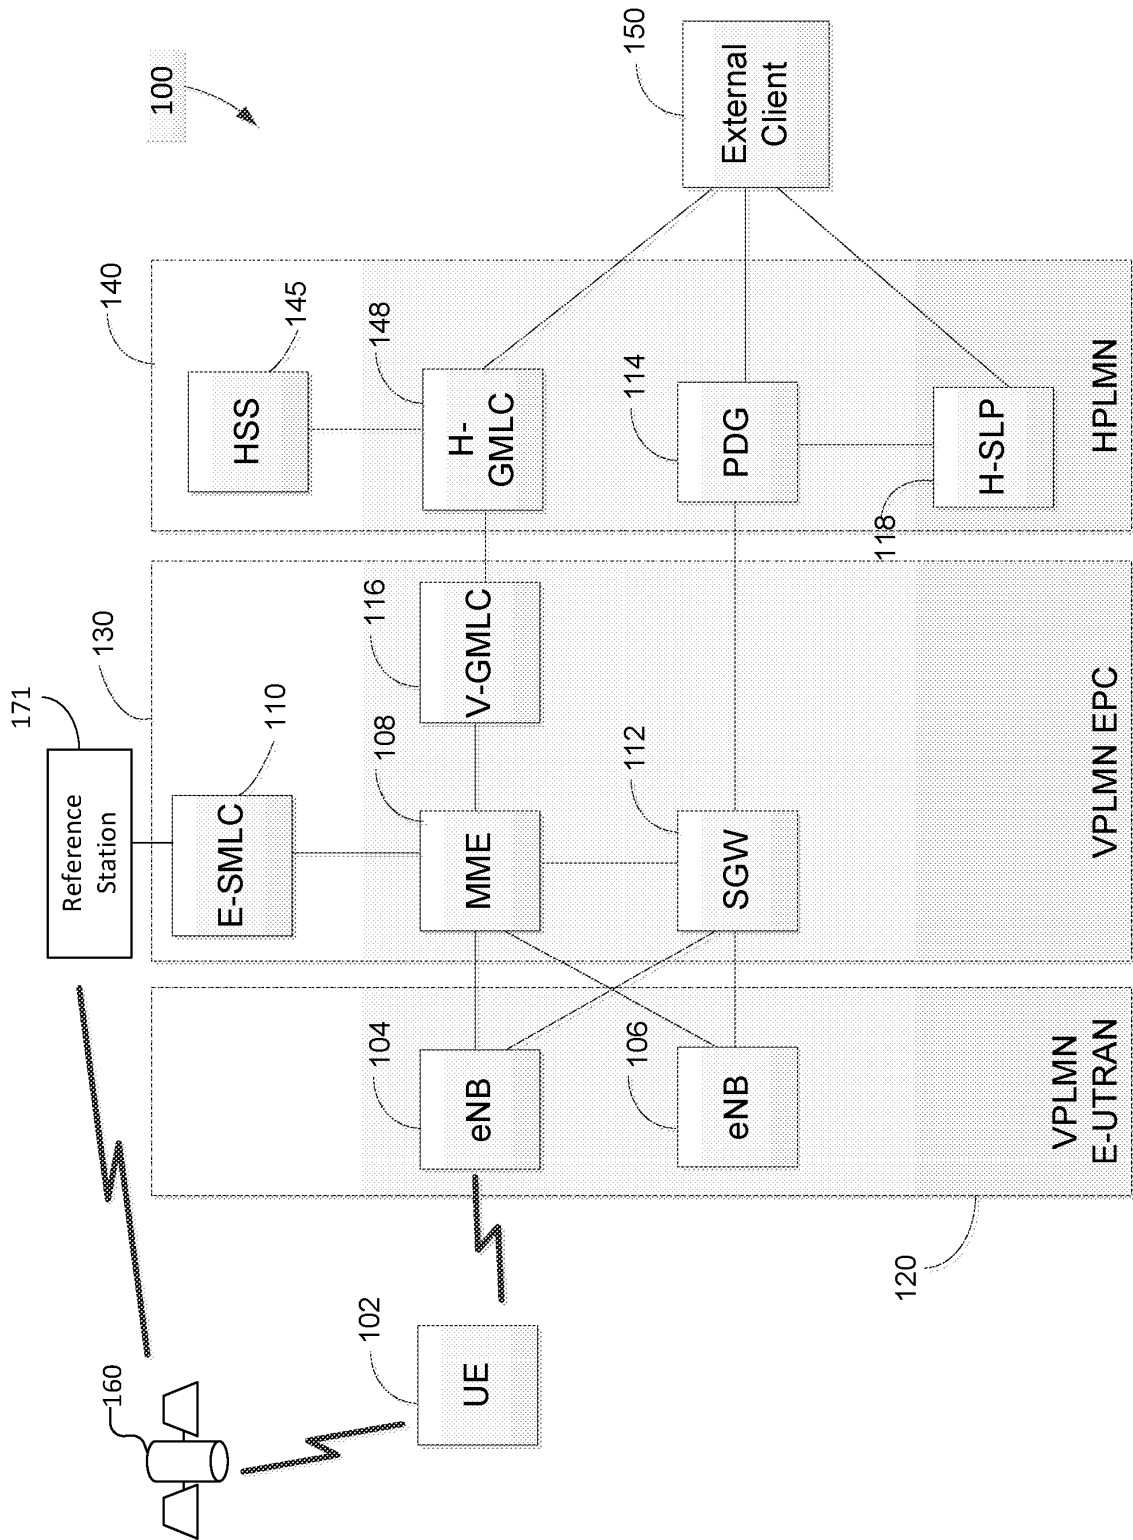 100
160
102
UE
171
Reference
Station
130
110
E-SMLC
140
145
HSS
104
eNB
108
MME
116
V-GMLC
148
H-
GMLC
150
External
Client
106
eNB
112
SGW
114
PDG
118
H-SLP
120
VPLMN
E-UTRAN
VPLMN EPC
HPLMN